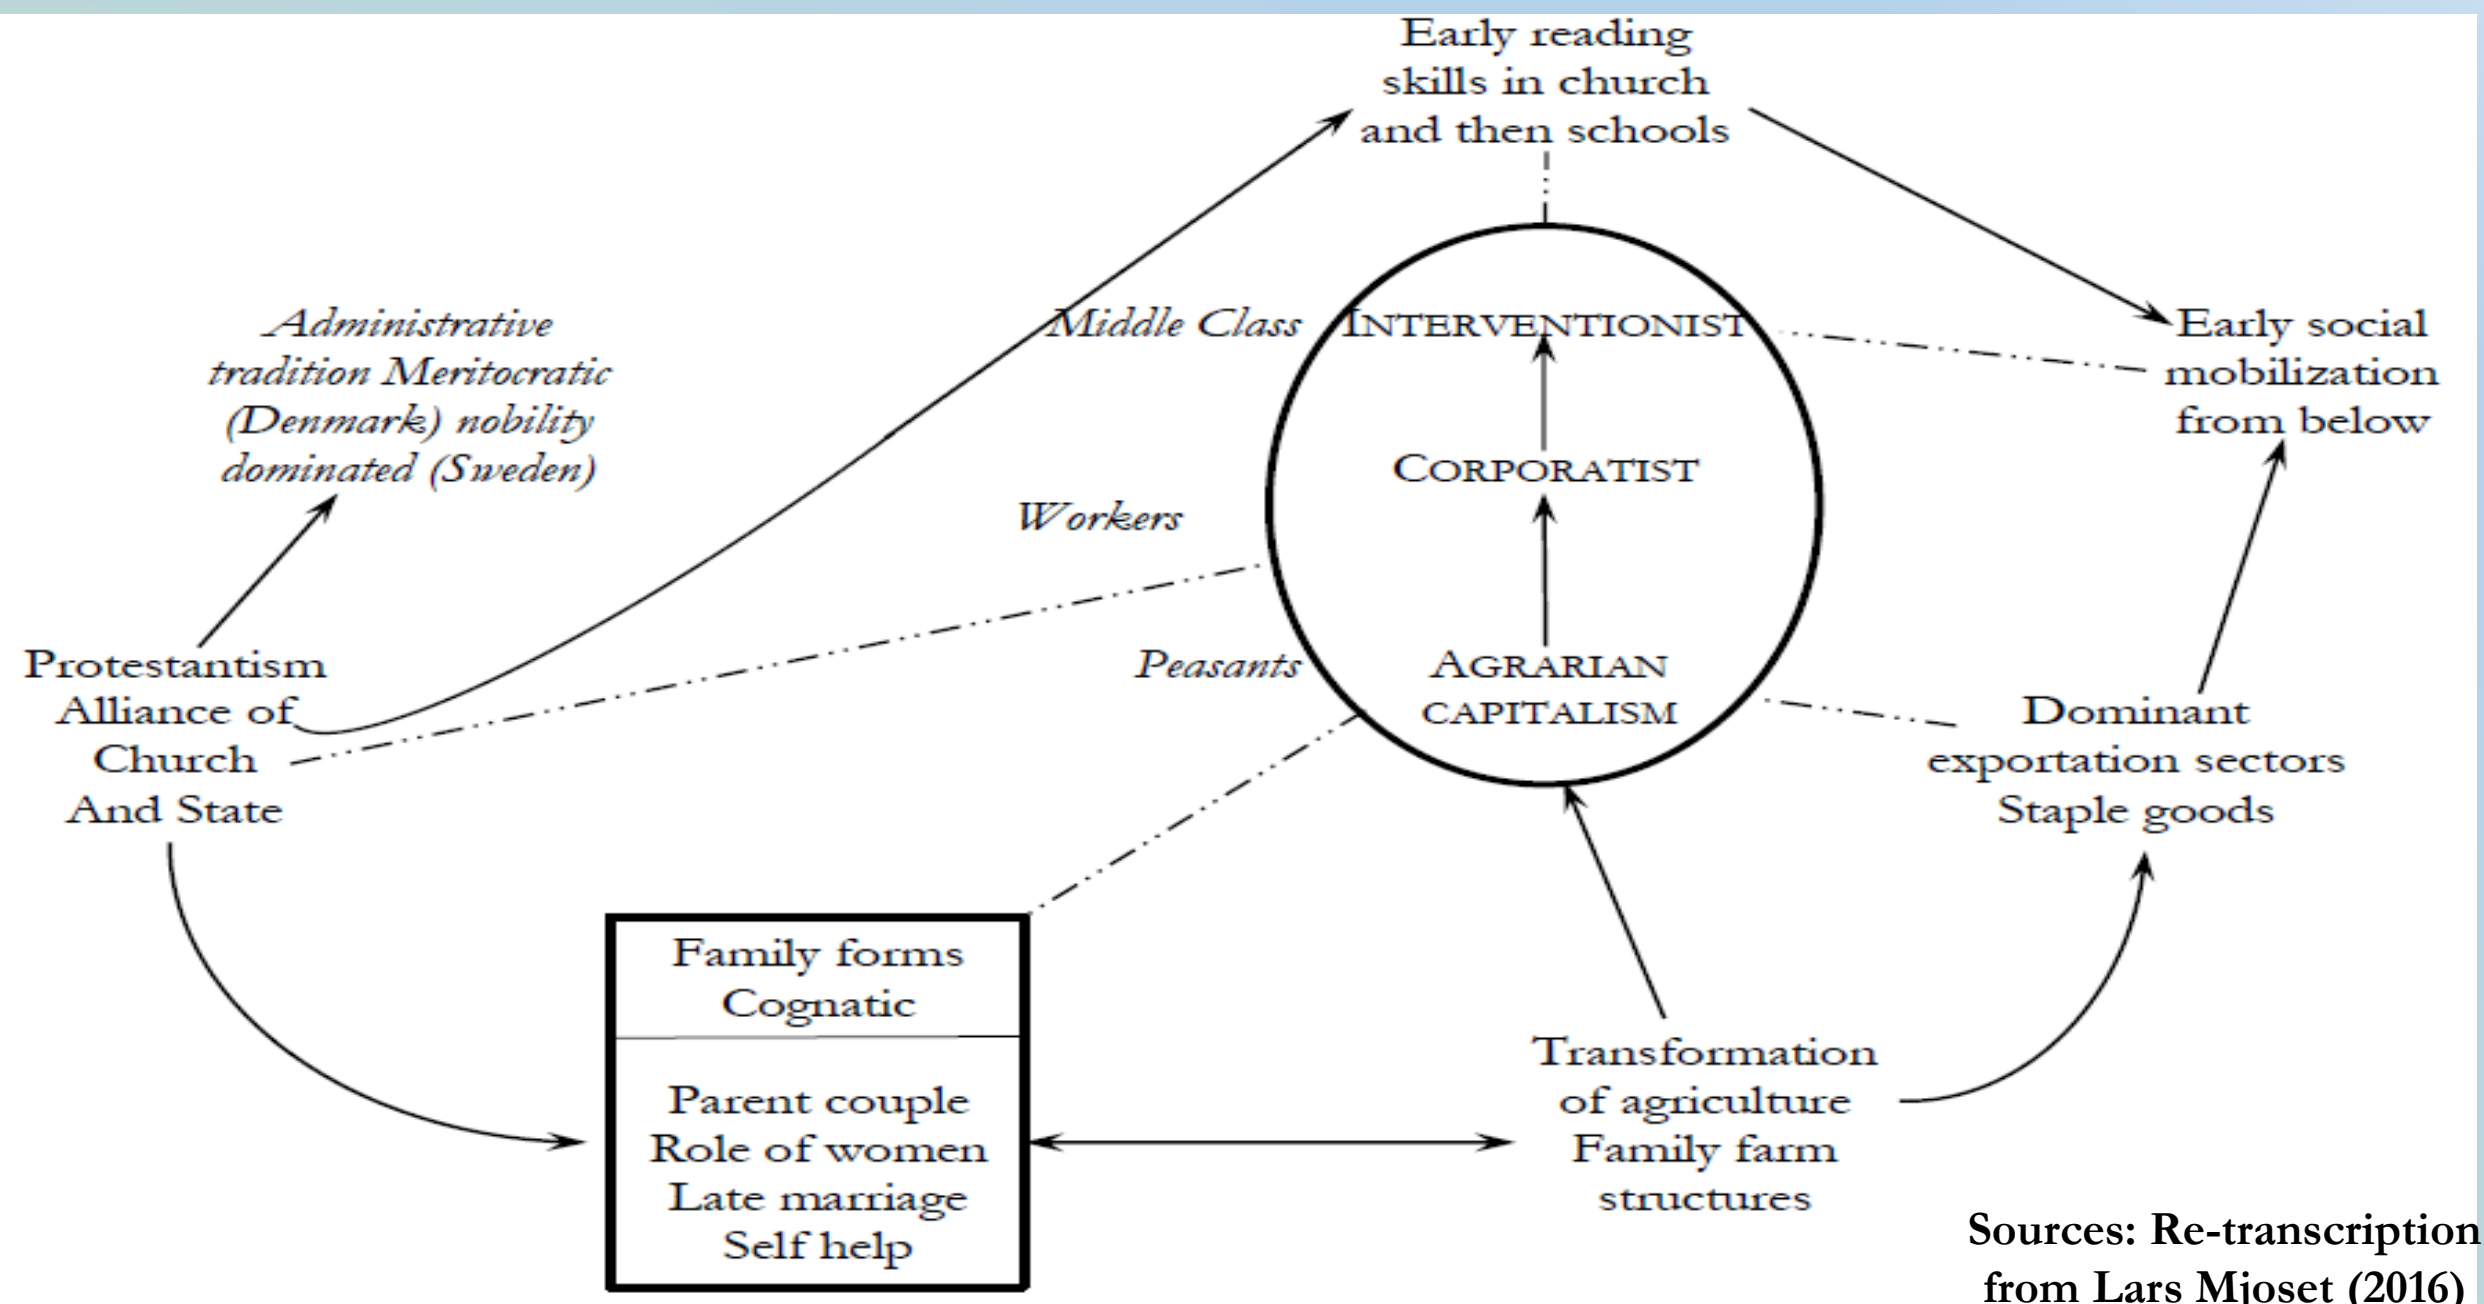 Early reading
skills in church
and then schools
Administrative
tradition Meritocratic
(Denmark) nobility
dominated (Sweden)
Middle Class
INTERVENTIONIST
Early social
mobilization
from below
CORPORATIST
Workers
Protestantism
Alliance of
Church
And State
Peasants
AGRARIAN
CAPITALISM
Dominant
exportation sectors
Staple goods
Family forms
Cognatic
Parent couple
Role of women
Late marriage
Self help
Transformation
of agriculture
Family farm
structures
Sources: Re-transcription
from Lars Mjoset (2016)